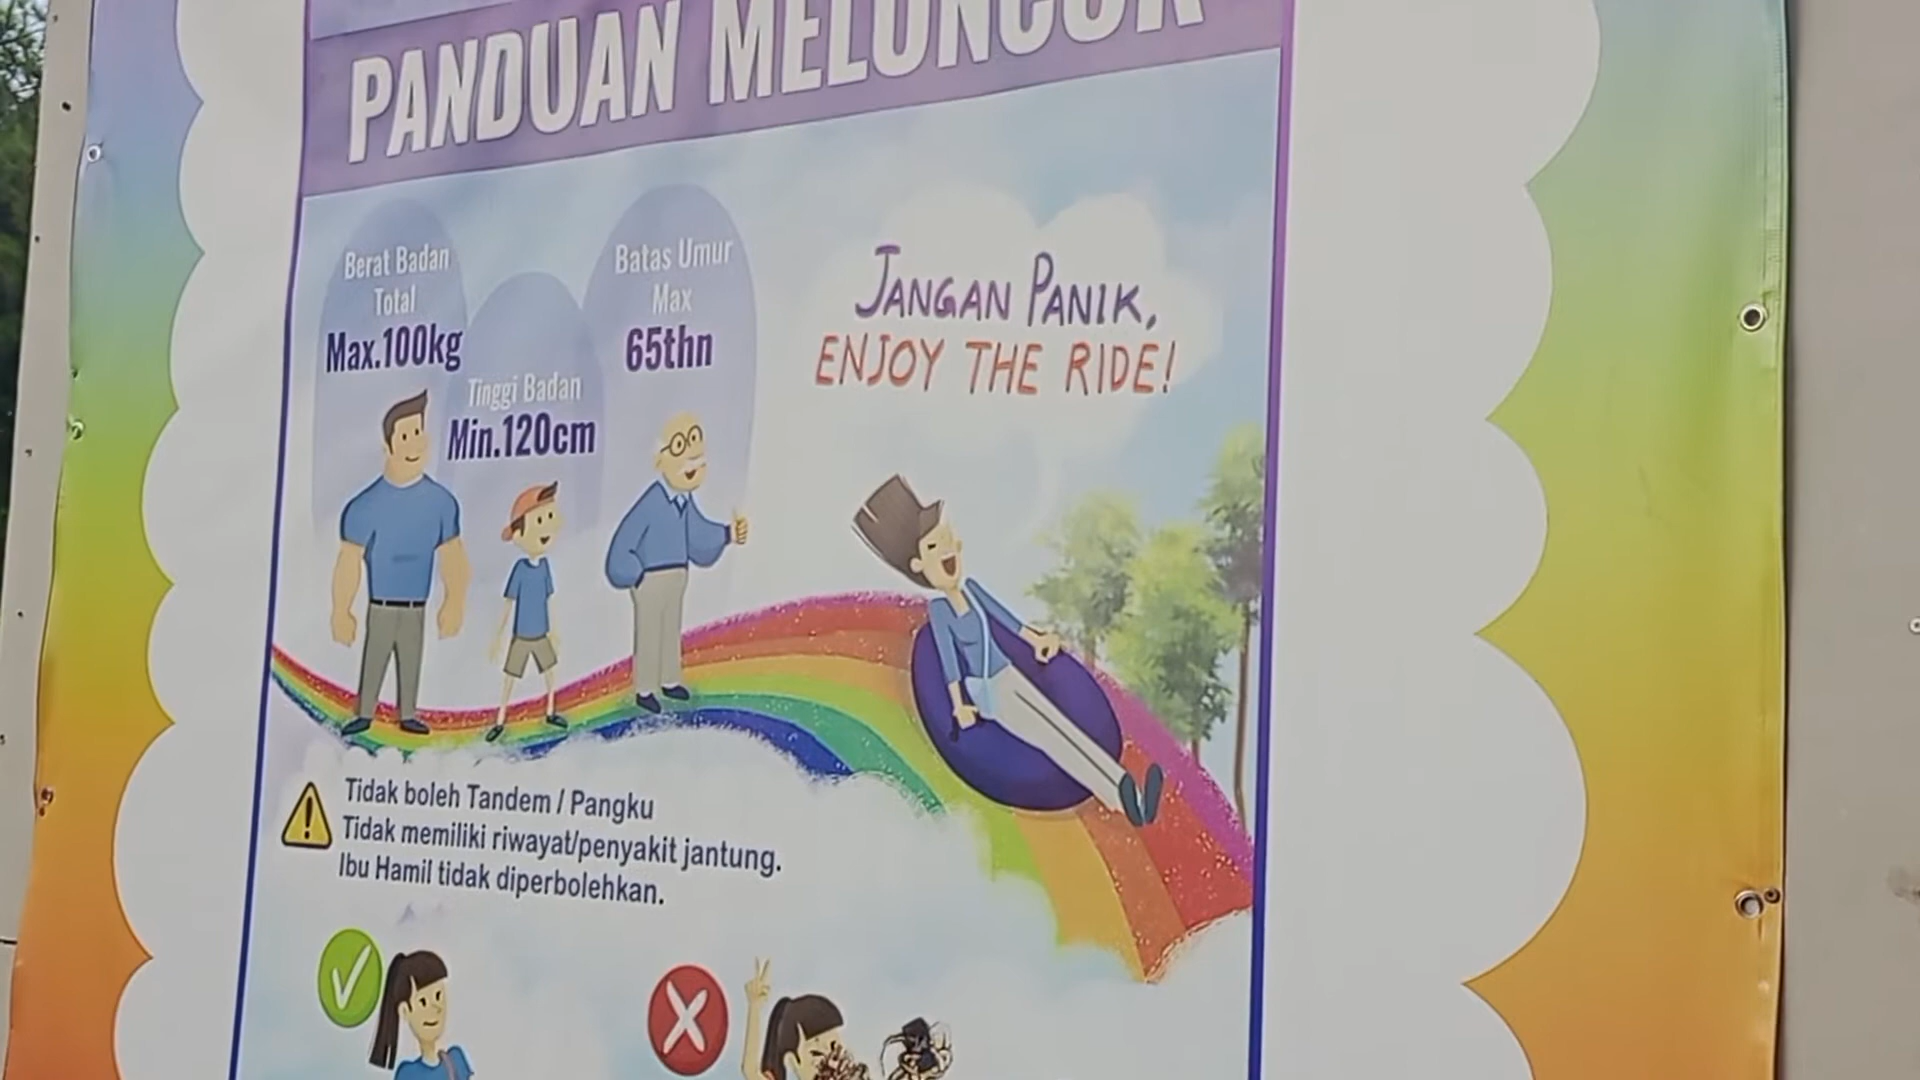 PANDUAN MELUNCUR
Berat Badan
Total
Max.100kg
Tinggi Badan
Min.120cm
Batas Umur
Max
65thn
JANGAN PANIK,
ENJOY THE RIDE!
Tidak boleh Tandem / Pangku
Tidak memiliki riwayat/penyakit jantung.
Ibu Hamil tidak diperbolehkan.